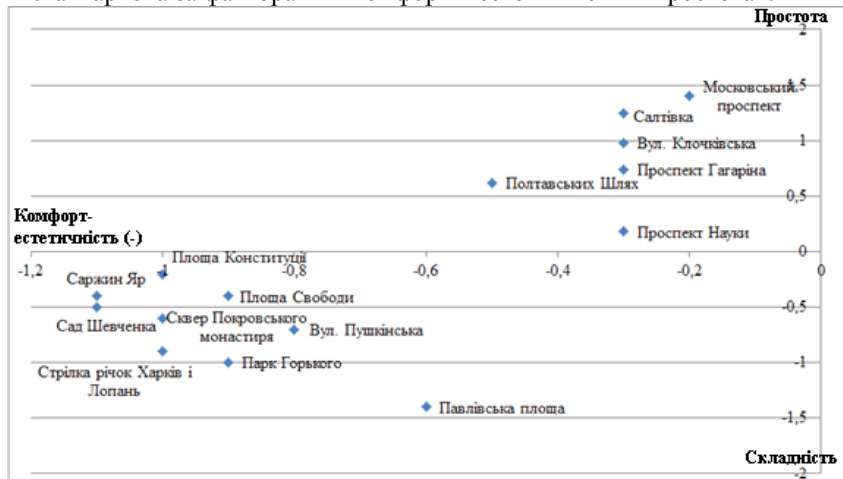 Простота
2
Московський
проспект
1,5
Салтівка
Вул. Клочківська
1
Проспект Гагаріна
Полтавських Шлях
0,5
Комфорт-
естетичність (-)
Проспект Науки
Площа Конституції
0
-1,2
-1
-0,8
-0,6
-0,4
-0,2
0
Саржин Яр
Площа Свободи
-0,5
Сад Шевченка
Сквер Покровського
монастиря
Вул. Пушкінська
Парк Горького
-1
Стрілка річок Харків і
Лопань
Павлівська площа
-1,5
Складність
-2